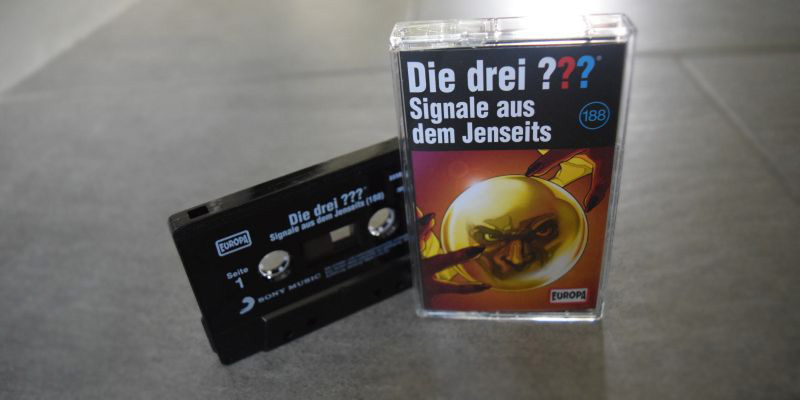 Die drei ???®
Signale aus
dem Jenseits
188
EUROPA
Die drei ???
Signale aus dem Jenseits (188)
EUROPA
Seite
1
SONY MUSIC